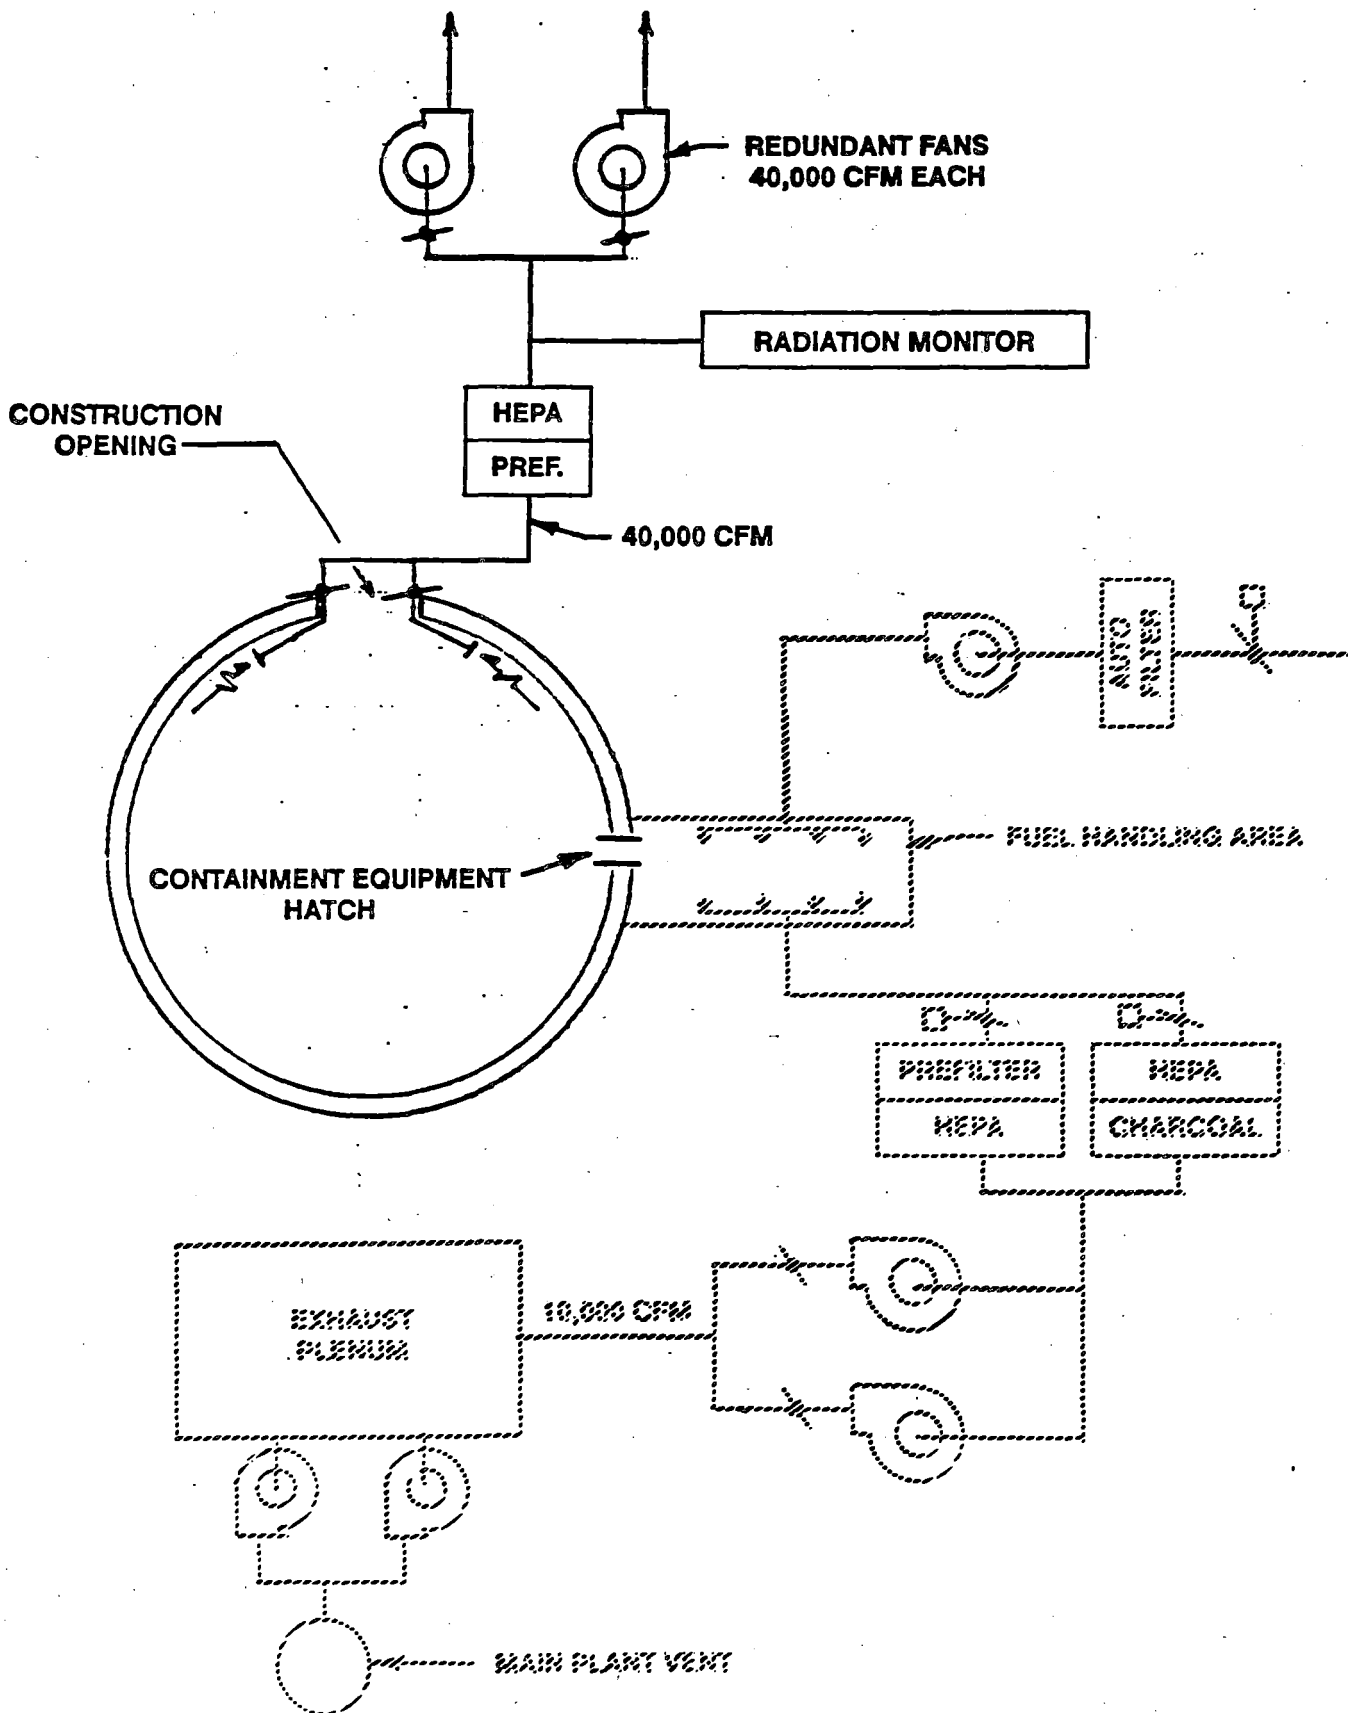 REDUNDANT FANS
40,000 CFM EACH
RADIATION MONITOR
HEPA
PREF.
CONSTRUCTION
OPENING
40,000 CFM
AUTO
FILTER
FUEL HANDLING AREA
CONTAINMENT EQUIPMENT
HATCH
PREFILTER
HEPA
HEPA
CHARCOAL
10,000 CFM
EXHAUST
PLENUM
MAIN PLANT VENT